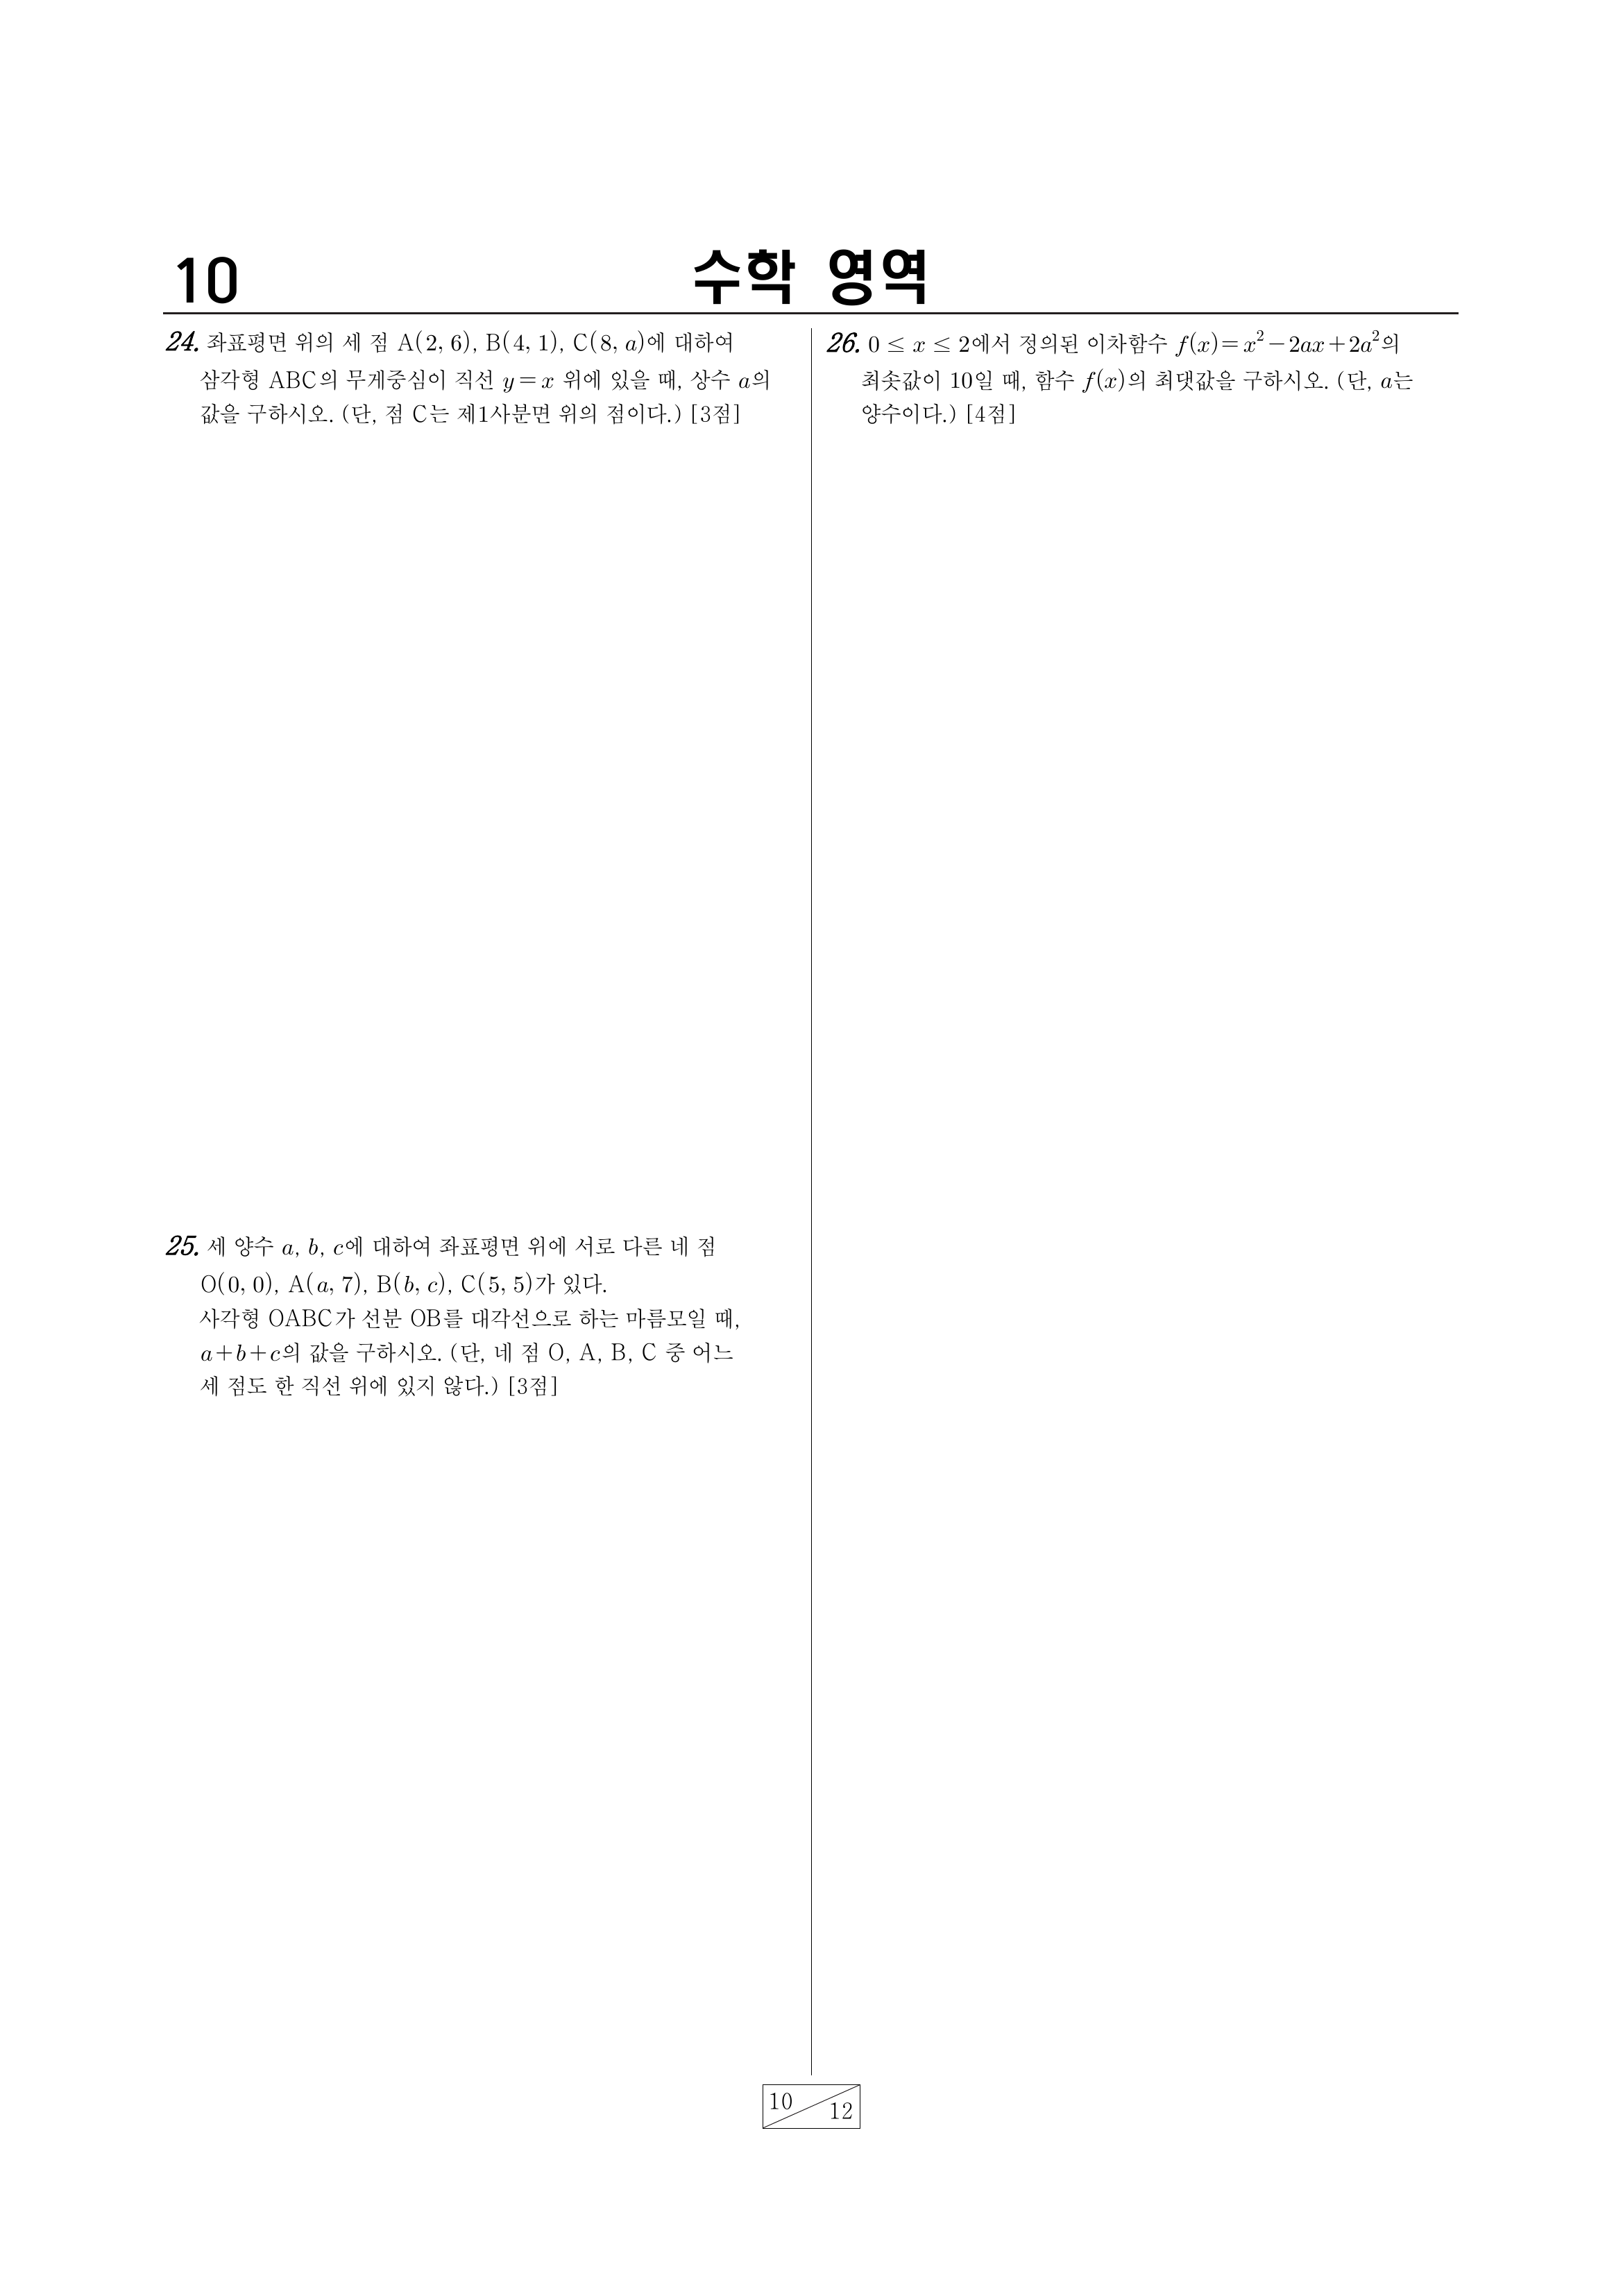 10
수학 영역
24. 좌표평면 위의 세 점 A(2, 6), B(4, 1), C(8, a)에 대하여
삼각형 ABC의 무게중심이 직선 y=x 위에 있을 때, 상수 a의
값을 구하시오. (단, 점 C는 제1사분면 위의 점이다.) [3점]
25. 세 양수 a, b, c에 대하여 좌표평면 위에 서로 다른 네 점
O(0, 0), A(a, 7), B(b, c), C(5, 5)가 있다.
사각형 OABC가 선분 OB를 대각선으로 하는 마름모일 때,
a+b+c의 값을 구하시오. (단, 네 점 O, A, B, C 중 어느
세 점도 한 직선 위에 있지 않다.) [3점]
26. 0 ≤ x ≤ 2에서 정의된 이차함수 f(x)=x²-2ax+2a²의
최솟값이 10일 때, 함수 f(x)의 최댓값을 구하시오. (단, a는
양수이다.) [4점]
10
12